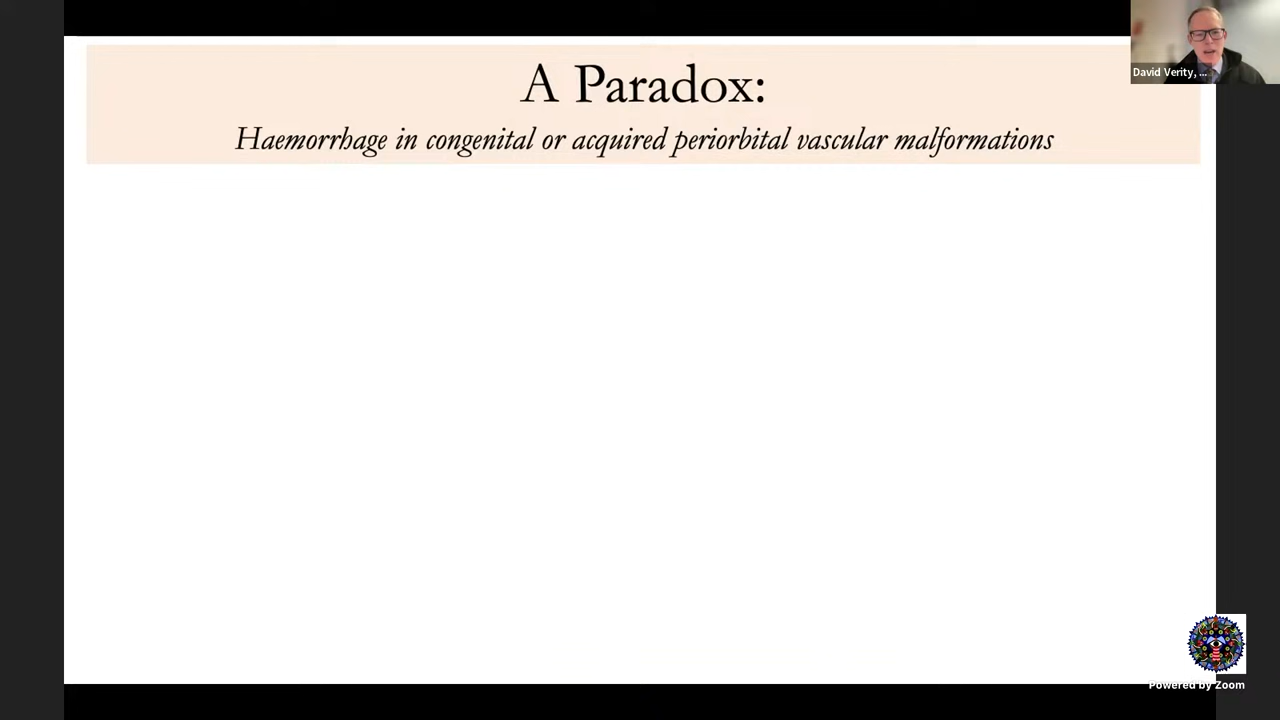 A Paradox:
Haemorrhage in congenital or acquired periorbital vascular malformations
David Verity, ...
Powered by Zoom